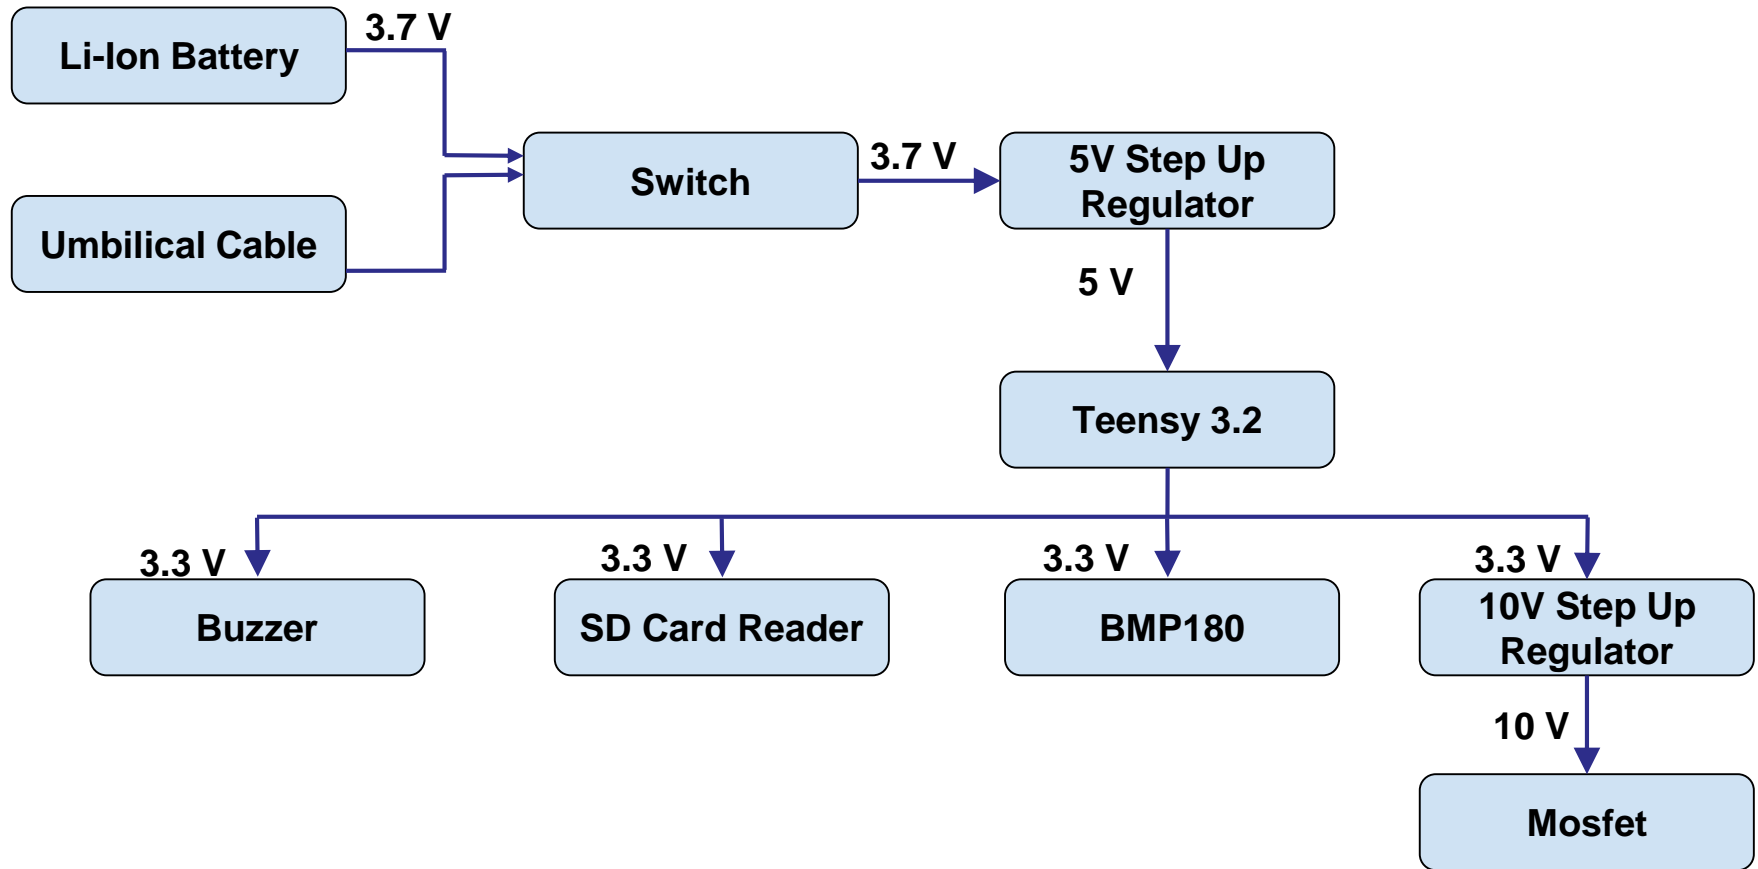 Li-Ion Battery
3.7 V
Umbilical Cable
Switch
3.7 V
5V Step Up
Regulator
5 V
Teensy 3.2
3.3 V
3.3 V
3.3 V
3.3 V
Buzzer
SD Card Reader
BMP180
10V Step Up
Regulator
10 V
Mosfet